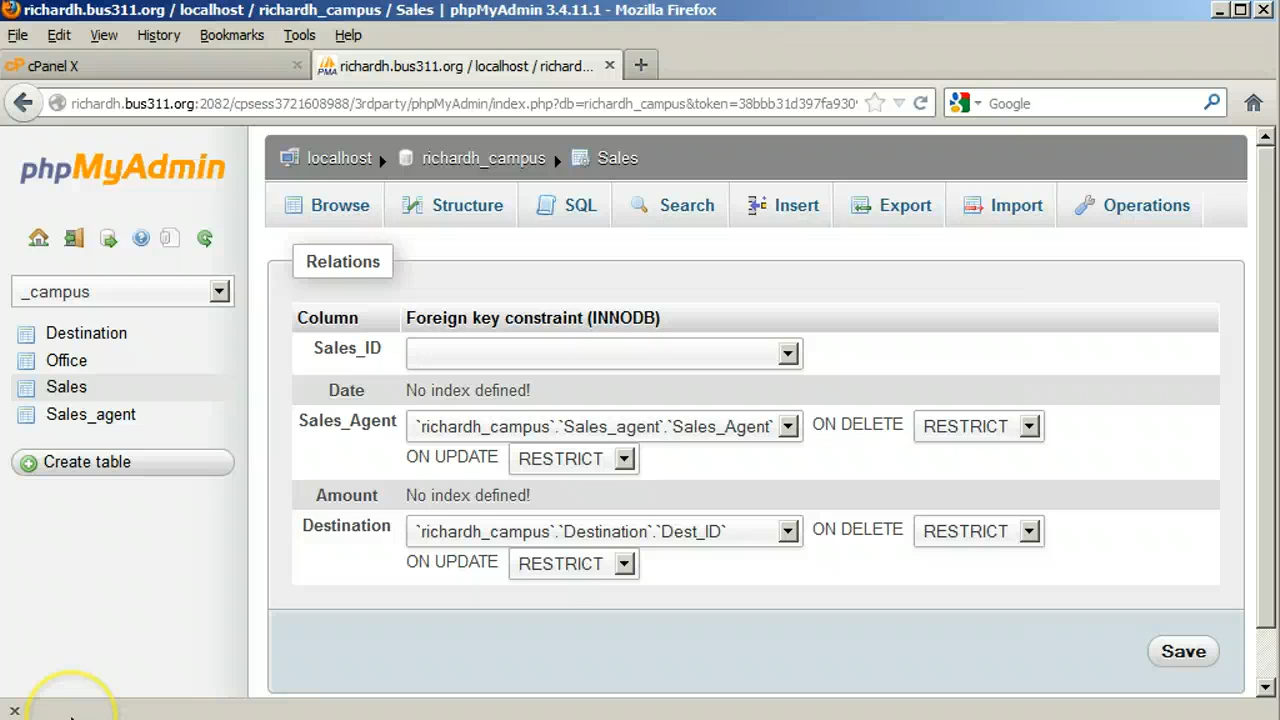 richardh.bus311.org / localhost / richardh_campus / Sales | phpMyAdmin 3.4.11.1 - Mozilla Firefox
File Edit View History Bookmarks Tools Help
cP cPanel X
PMA richardh.bus311.org / localhost / richard...
richardh.bus311.org:2082/cpsess3721608988/3rdparty/phpMyAdmin/index.php?db=richardh_campus&token=38bbb31d397fa930
Google
phpMyAdmin
localhost richardh_campus Sales
Browse Structure SQL Search Insert Export Import Operations
_campus
Destination
Office
Sales
Sales_agent
Create table
Relations
Column Foreign key constraint (INNODB)
Sales_ID
Date No index defined!
Sales_Agent `richardh_campus`.`Sales_agent`.`Sales_Agent` ON DELETE RESTRICT
ON UPDATE RESTRICT
Amount No index defined!
Destination `richardh_campus`.`Destination`.`Dest_ID` ON DELETE RESTRICT
ON UPDATE RESTRICT
Save